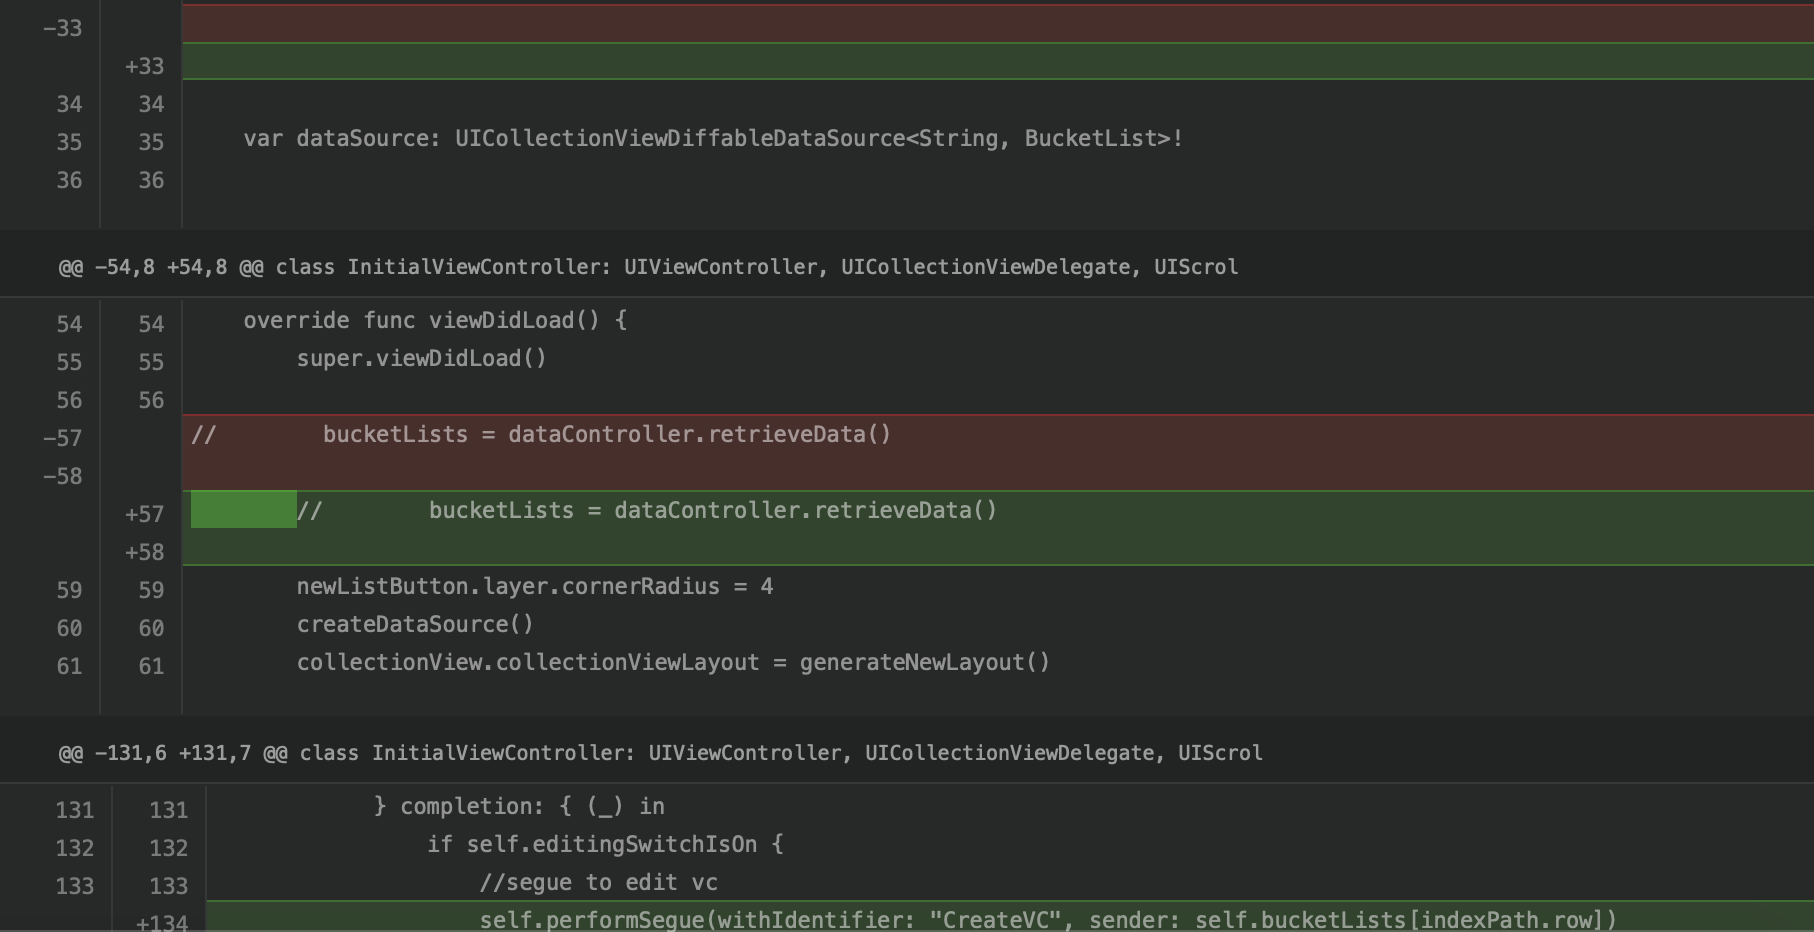 −33
+33
34 34
35 35 var dataSource: UICollectionViewDiffableDataSource<String, BucketList>!
36 36
@@ −54,8 +54,8 @@ class InitialViewController: UIViewController, UICollectionViewDelegate, UIScrol
54 54 override func viewDidLoad() {
55 55 super.viewDidLoad()
56 56
−57 // bucketLists = dataController.retrieveData()
−58
+57 // bucketLists = dataController.retrieveData()
+58
59 59 newListButton.layer.cornerRadius = 4
60 60 createDataSource()
61 61 collectionView.collectionViewLayout = generateNewLayout()
@@ −131,6 +131,7 @@ class InitialViewController: UIViewController, UICollectionViewDelegate, UIScrol
131 131 } completion: { (_) in
132 132 if self.editingSwitchIsOn {
133 133 //segue to edit vc
+134 self.performSegue(withIdentifier: "CreateVC", sender: self.bucketLists[indexPath.row])